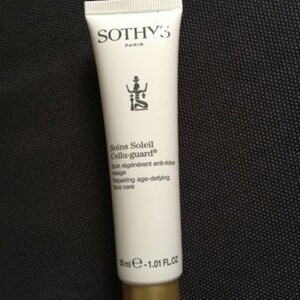 SOTHYS
PARIS
Soins Soleil
Cellu-guard®
Soin régénérant anti-rides
visage
Repairing age-defying
face care
30 ml ℮ -1.01 FL.OZ